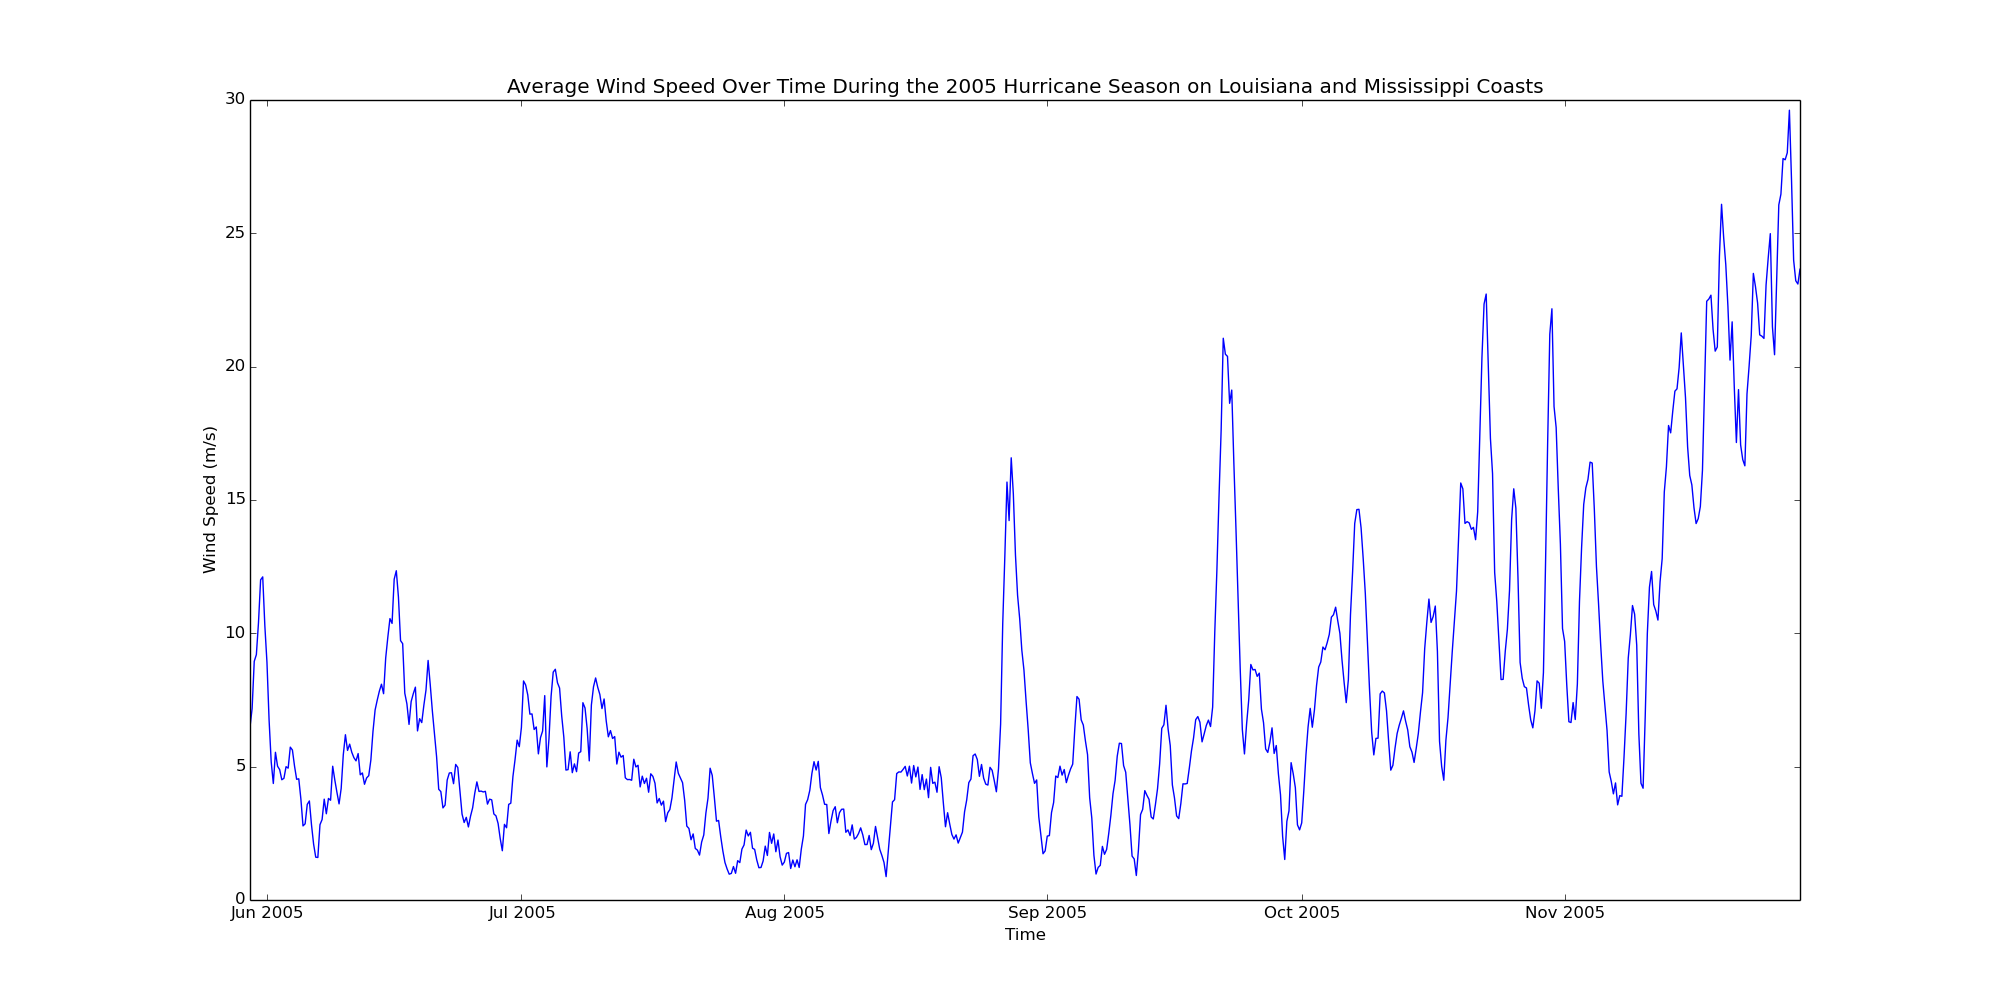 Average Wind Speed Over Time During the 2005 Hurricane Season on Louisiana and Mississippi Coasts
30
25
20
15
10
5
0
Wind Speed (m/s)
Jun 2005 Jul 2005 Aug 2005 Sep 2005 Oct 2005 Nov 2005
Time